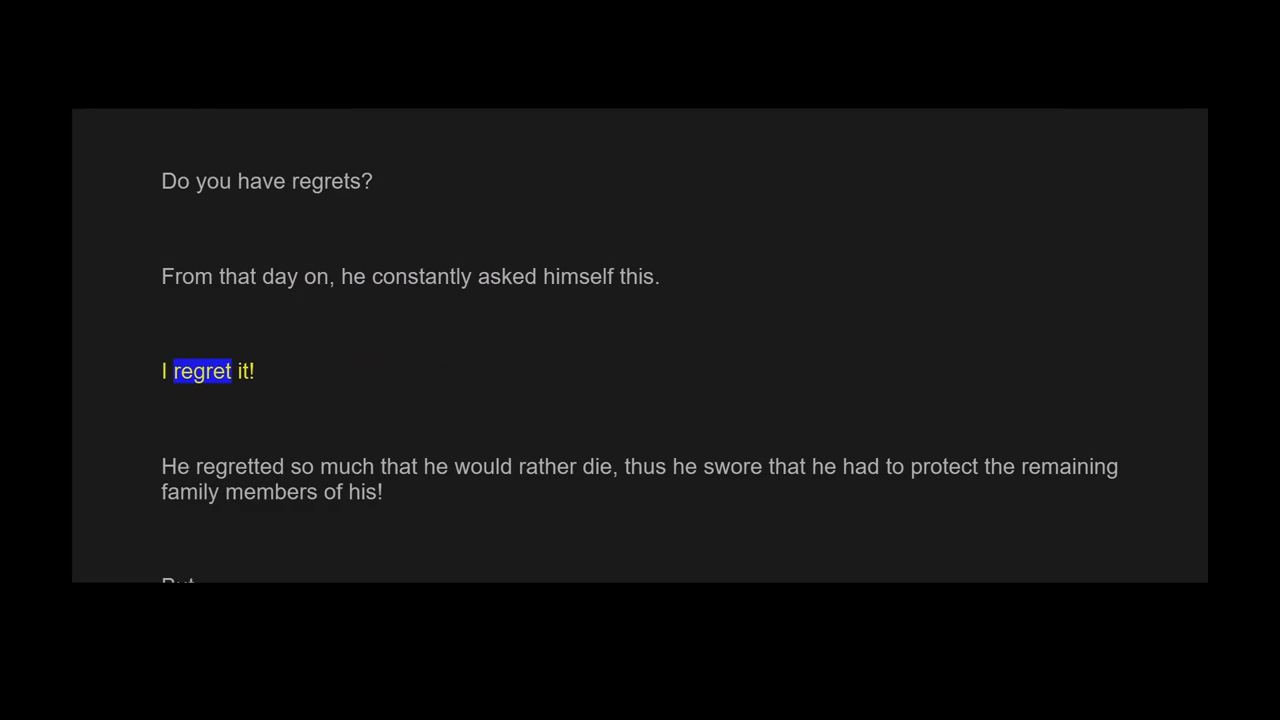 Do you have regrets?
From that day on, he constantly asked himself this.
I regret it!
He regretted so much that he would rather die, thus he swore that he had to protect the remaining
family members of his!